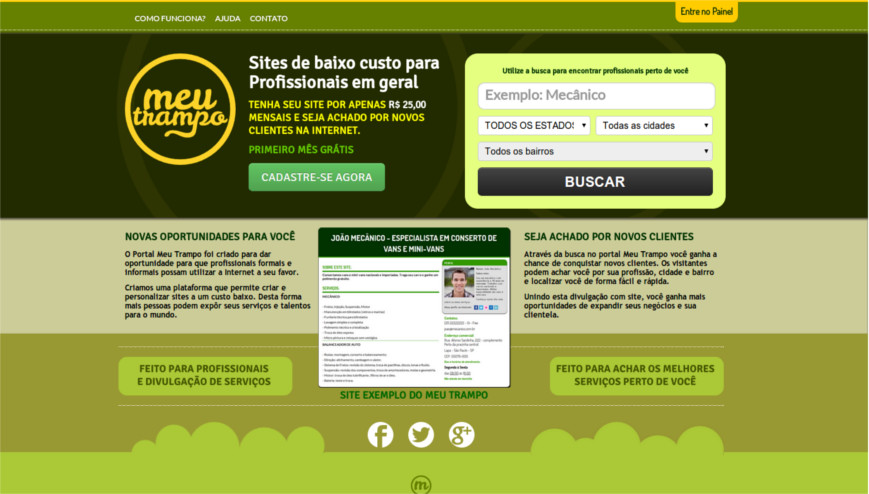 COMO FUNCIONA? AJUDA CONTATO
Entre no Painel
meu
trampo
Sites de baixo custo para
Profissionais em geral
TENHA SEU SITE POR APENAS R$ 25,00
MENSAIS E SEJA ACHADO POR NOVOS
CLIENTES NA INTERNET.
PRIMEIRO MÊS GRÁTIS
CADASTRE-SE AGORA
Utilize a busca para encontrar profissionais perto de você
Exemplo: Mecânico
TODOS OS ESTADOS
Todas as cidades
Todos os bairros
BUSCAR
NOVAS OPORTUNIDADES PARA VOCÊ
O Portal Meu Trampo foi criado para dar
oportunidade para que profissionais formais e
informais possam utilizar a Internet a seu favor.
Criamos uma plataforma que permite criar e
personalizar sites a um custo baixo. Desta forma
mais pessoas podem expôr seus serviços e talentos
para o mundo.
JOÃO MECÂNICO - ESPECIALISTA EM CONSERTO DE
VANS E MINI-VANS
SOBRE ESTE SITE:
SERVIÇOS:
MECÂNICO
SITE EXEMPLO DO MEU TRAMPO
SEJA ACHADO POR NOVOS CLIENTES
Através da busca no portal Meu Trampo você ganha a
chance de conquistar novos clientes. Os visitantes
podem achar você por sua profissão, cidade e bairro
e localizar você de forma fácil e rápida.
Unindo esta divulgação com site, você ganha mais
oportunidades de expandir seus negócios e sua
clientela.
FEITO PARA PROFISSIONAIS
E DIVULGAÇÃO DE SERVIÇOS
FEITO PARA ACHAR OS MELHORES
SERVIÇOS PERTO DE VOCÊ
f
g+
m